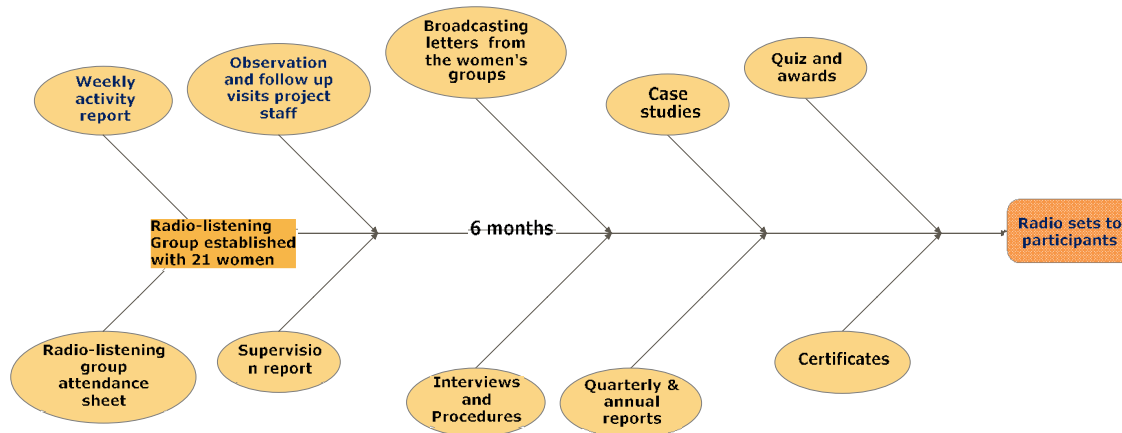 Weekly
activity
report
Observation
and follow up
visits project
staff
Broadcasting
letters from
the women's
groups
Case
studies
Quiz and
awards
Radio-listening
Group established
with 21 women
6 months
Radio sets to
participants
Radio-listening
group
attendance
sheet
Supervisio
n report
Interviews
and
Procedures
Quarterly &
annual
reports
Certificates